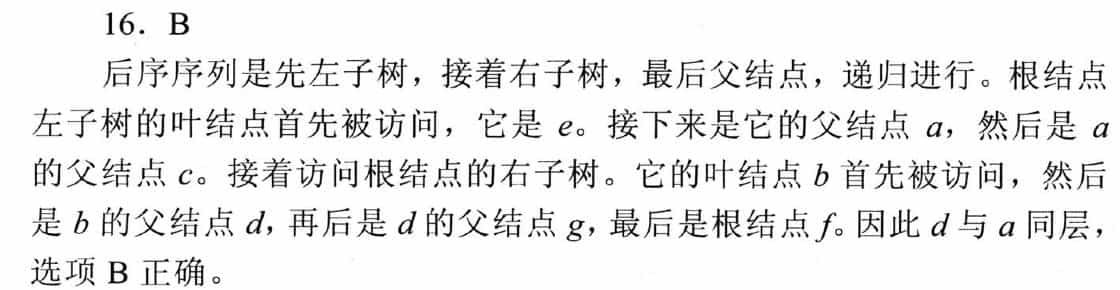 16. B
后序序列是先左子树，接着右子树，最后父结点，递归进行。根结点
左子树的叶结点首先被访问，它是 e。接下来是它的父结点 a，然后是 a
的父结点 c。接着访问根结点的右子树。它的叶结点 b 首先被访问，然后
是 b 的父结点 d，再后是 d 的父结点 g，最后是根结点 f。因此 d 与 a 同层，
选项 B 正确。